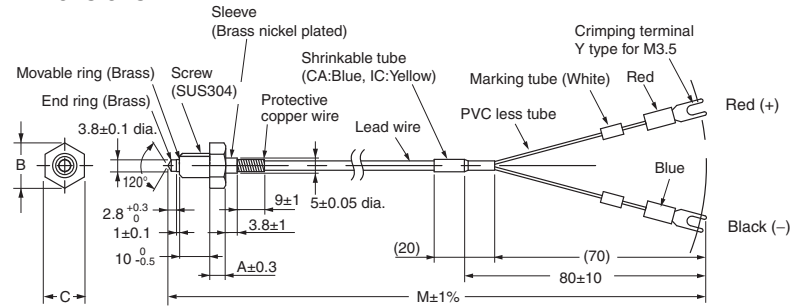 Sleeve
(Brass nickel plated)
Crimping terminal
Y type for M3.5
Shrinkable tube
(CA:Blue, IC:Yellow)
Movable ring (Brass)
Screw
(SUS304)
Marking tube (White)
Red
End ring (Brass)
Protective
copper wire
PVC less tube
Red (+)
3.8±0.1 dia.
Lead wire
B
120°
Blue
9±1
5±0.05 dia.
2.8 +0.3 0
1±0.1
3.8±1
Black (−)
10 0 -0.5
A±0.3
(20)
(70)
80±10
C
M±1%